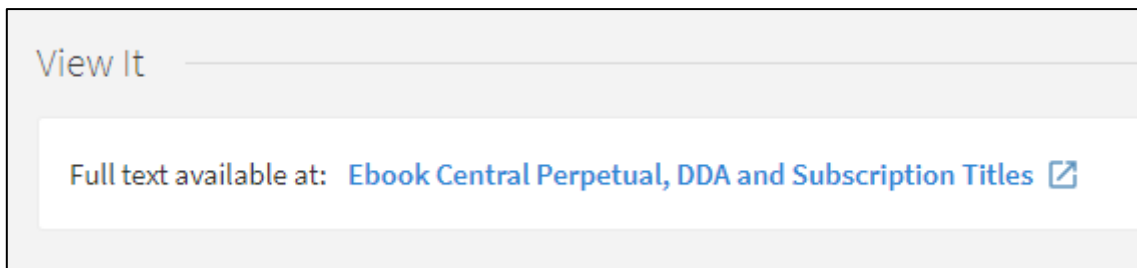 View It
Full text available at: Ebook Central Perpetual, DDA and Subscription Titles